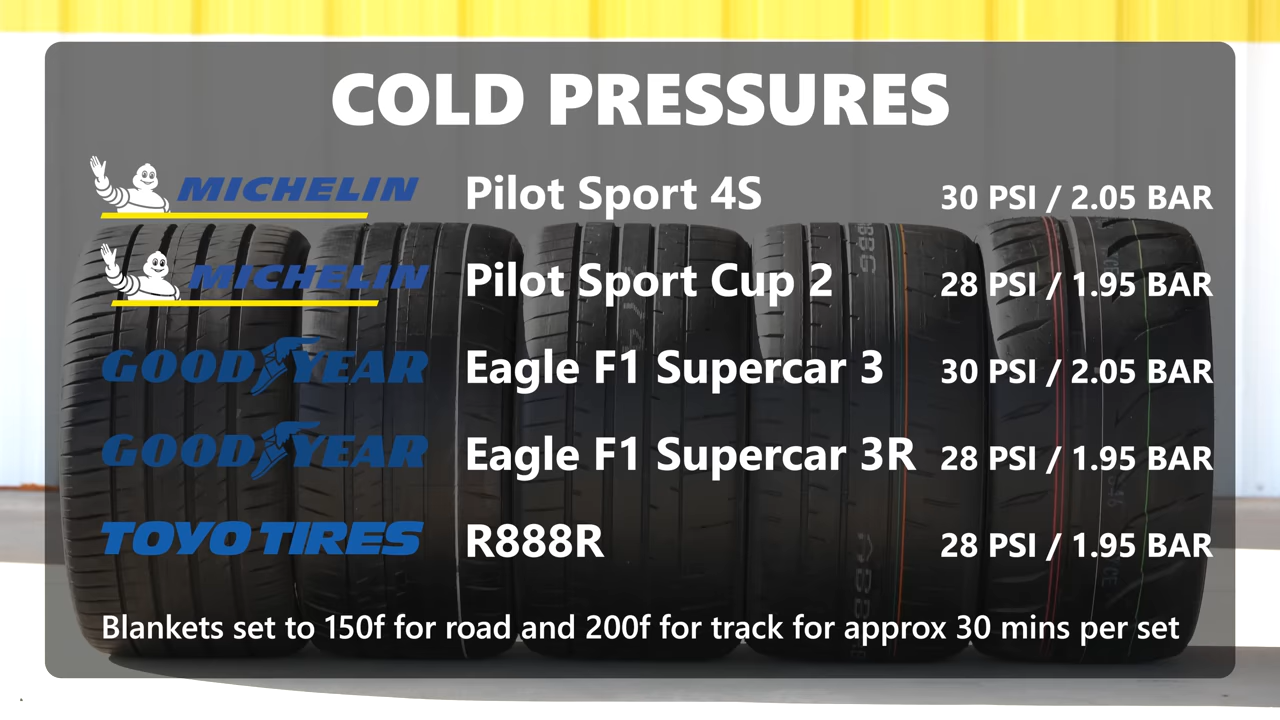 COLD PRESSURES
MICHELIN Pilot Sport 4S 30 PSI / 2.05 BAR
MICHELIN Pilot Sport Cup 2 28 PSI / 1.95 BAR
GOODYEAR Eagle F1 Supercar 3 30 PSI / 2.05 BAR
GOODYEAR Eagle F1 Supercar 3R 28 PSI / 1.95 BAR
TOYO TIRES R888R 28 PSI / 1.95 BAR
Blankets set to 150f for road and 200f for track for approx 30 mins per set